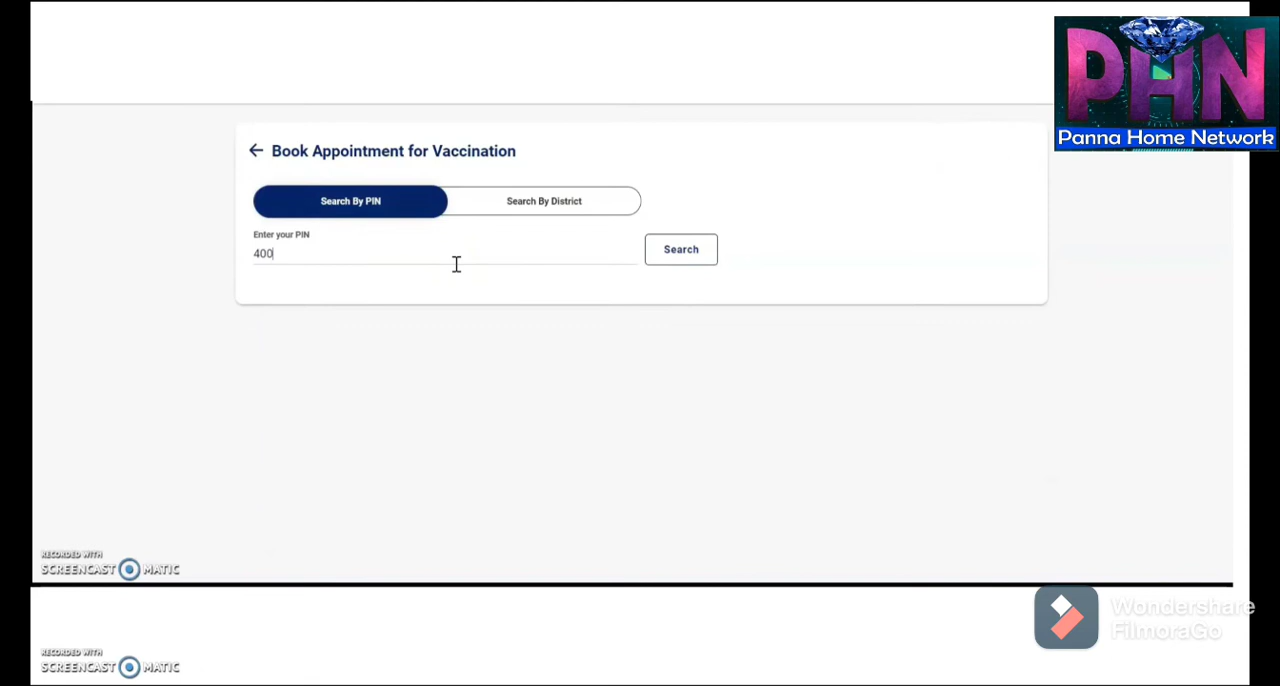 PHN
Panna Home Network
Book Appointment for Vaccination
Search By PIN
Search By District
Enter your PIN
400
Search
RECORDED WITH
SCREENCAST MATIC
Wondershare
FilmoraGo
RECORDED WITH
SCREENCAST MATIC